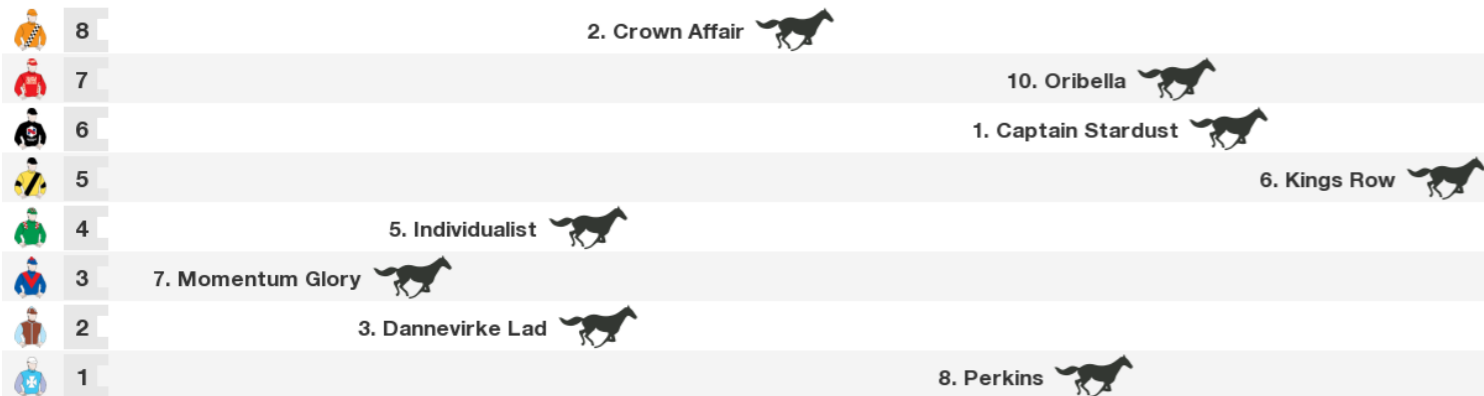 8 2. Crown Affair
7 10. Oribella
6 1. Captain Stardust
5 6. Kings Row
4 5. Individualist
3 7. Momentum Glory
2 3. Dannevirke Lad
1 8. Perkins